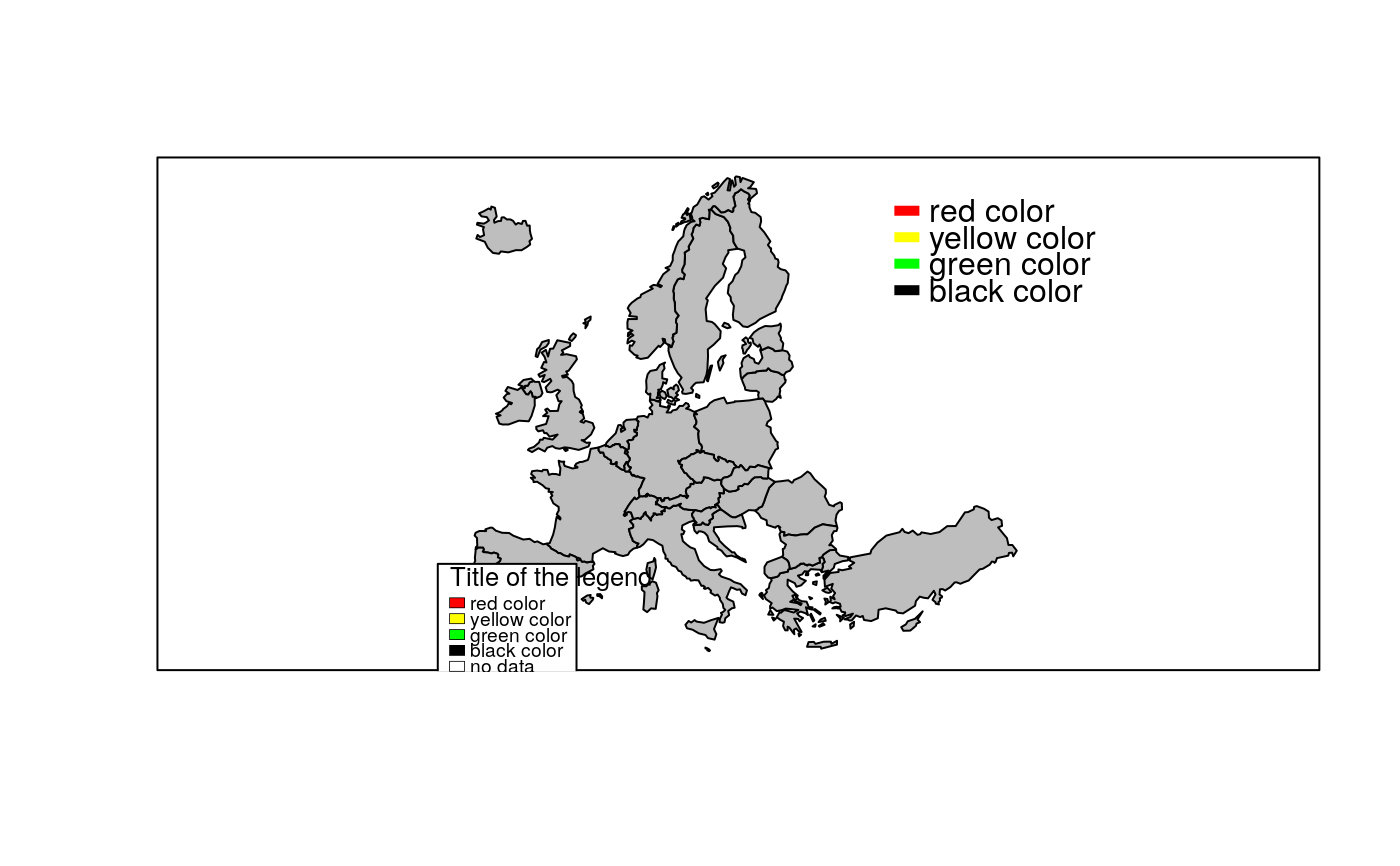 red color
yellow color
green color
black color
Title of the legend
red color
yellow color
green color
black color
no data